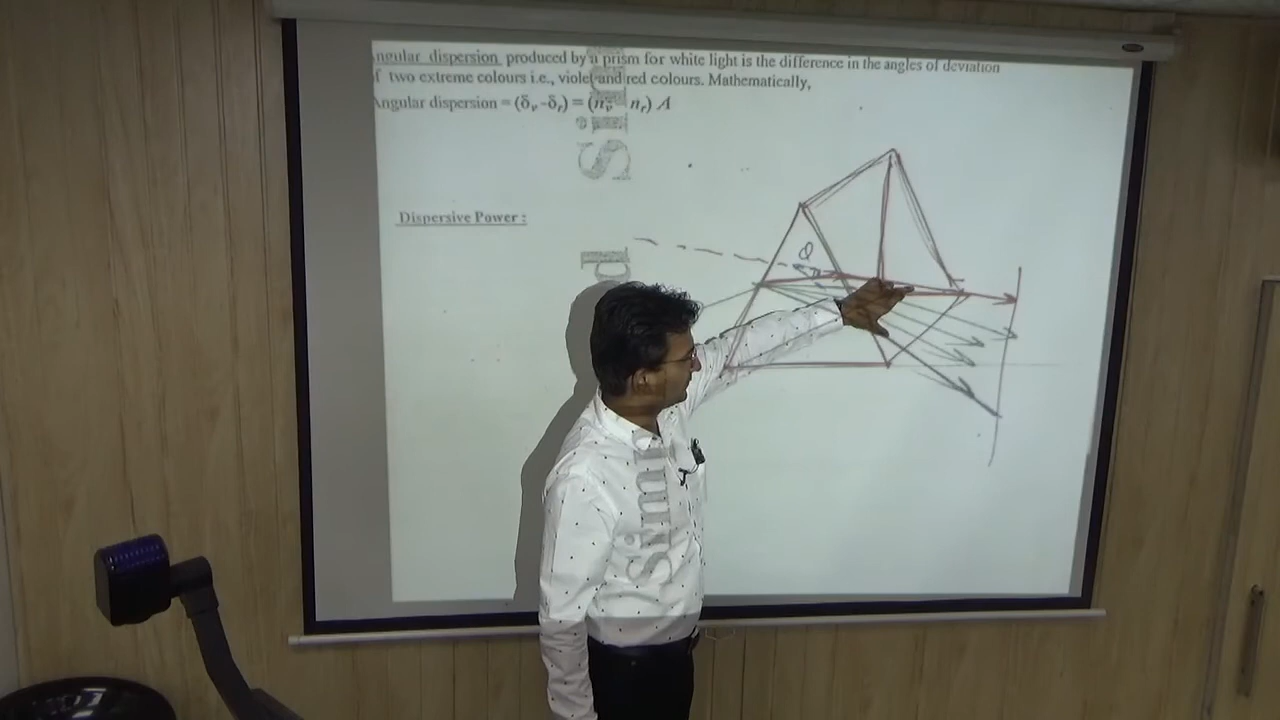 ngular dispersion produced by a prism for white light is the difference in the angles of deviation
f two extreme colours i.e., violet and red colours. Mathematically,
Angular dispersion = (δᵥ - δᵣ) = (nᵥ - nᵣ) A
Dispersive Power :
Q